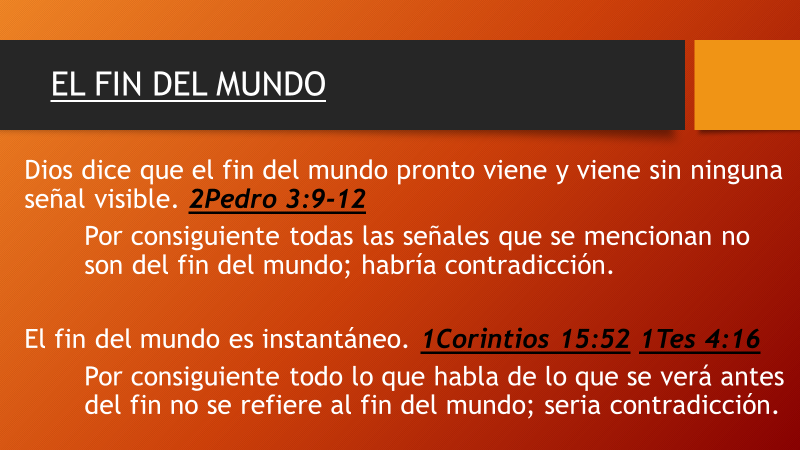 EL FIN DEL MUNDO
Dios dice que el fin del mundo pronto viene y viene sin ninguna
señal visible. 2Pedro 3:9-12
Por consiguiente todas las señales que se mencionan no
son del fin del mundo; habría contradicción.
El fin del mundo es instantáneo. 1Corintios 15:52 1Tes 4:16
Por consiguiente todo lo que habla de lo que se verá antes
del fin no se refiere al fin del mundo; seria contradicción.